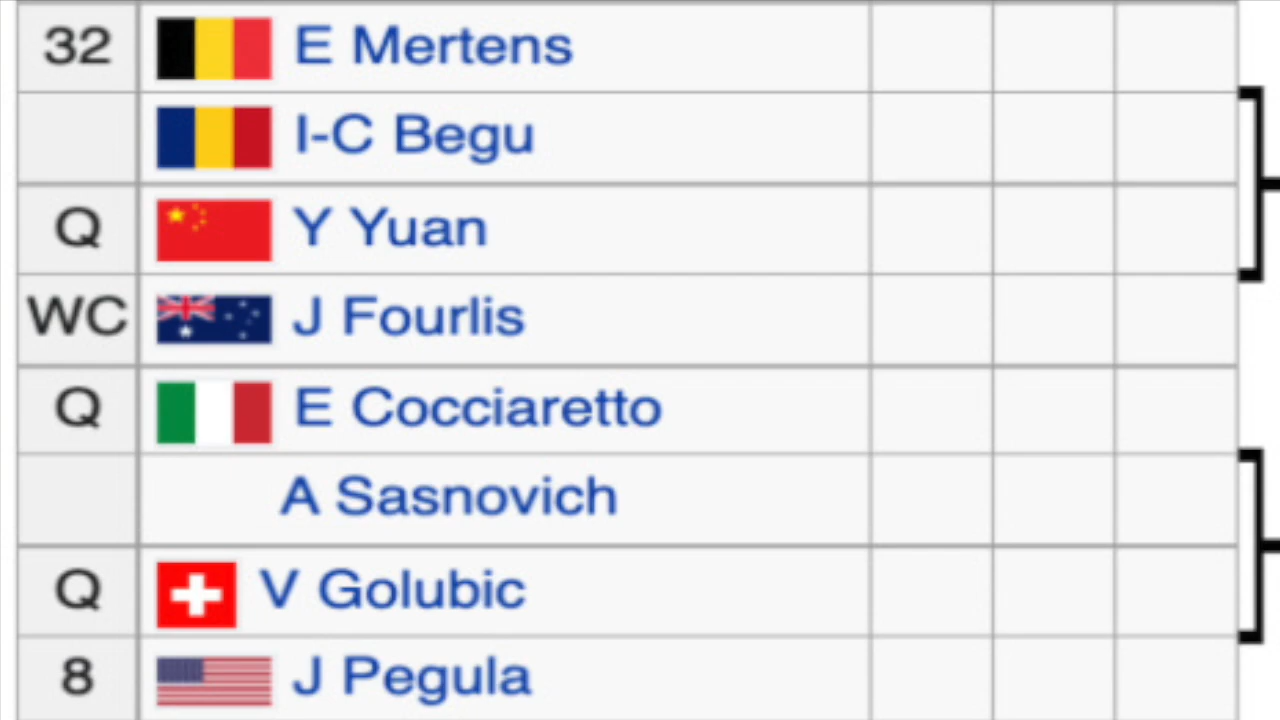 32 E Mertens
I-C Begu
Q Y Yuan
WC J Fourlis
Q E Cocciaretto
A Sasnovich
Q V Golubic
8 J Pegula